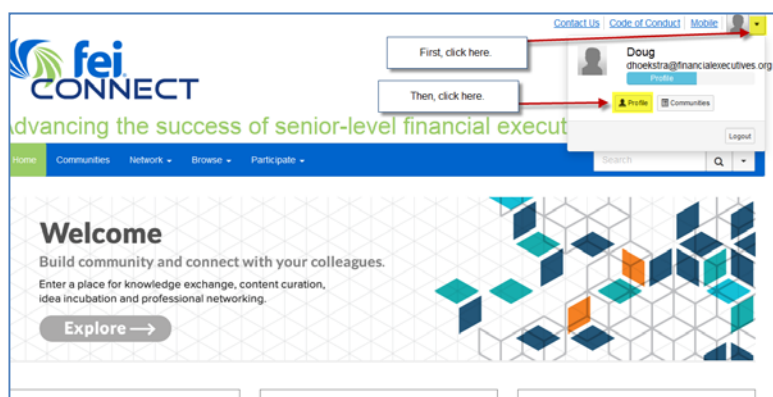 Contact Us Code of Conduct Mobile
First, click here.
fei
CONNECT
Doug
dhoekstra@financialexecutives.org
Profile
Then, click here.
Profile Communities
Advancing the success of senior-level financial execut
Logout
Home Communities Network Browse Participate
Search
Welcome
Build community and connect with your colleagues.
Enter a place for knowledge exchange, content curation,
idea incubation and professional networking.
Explore